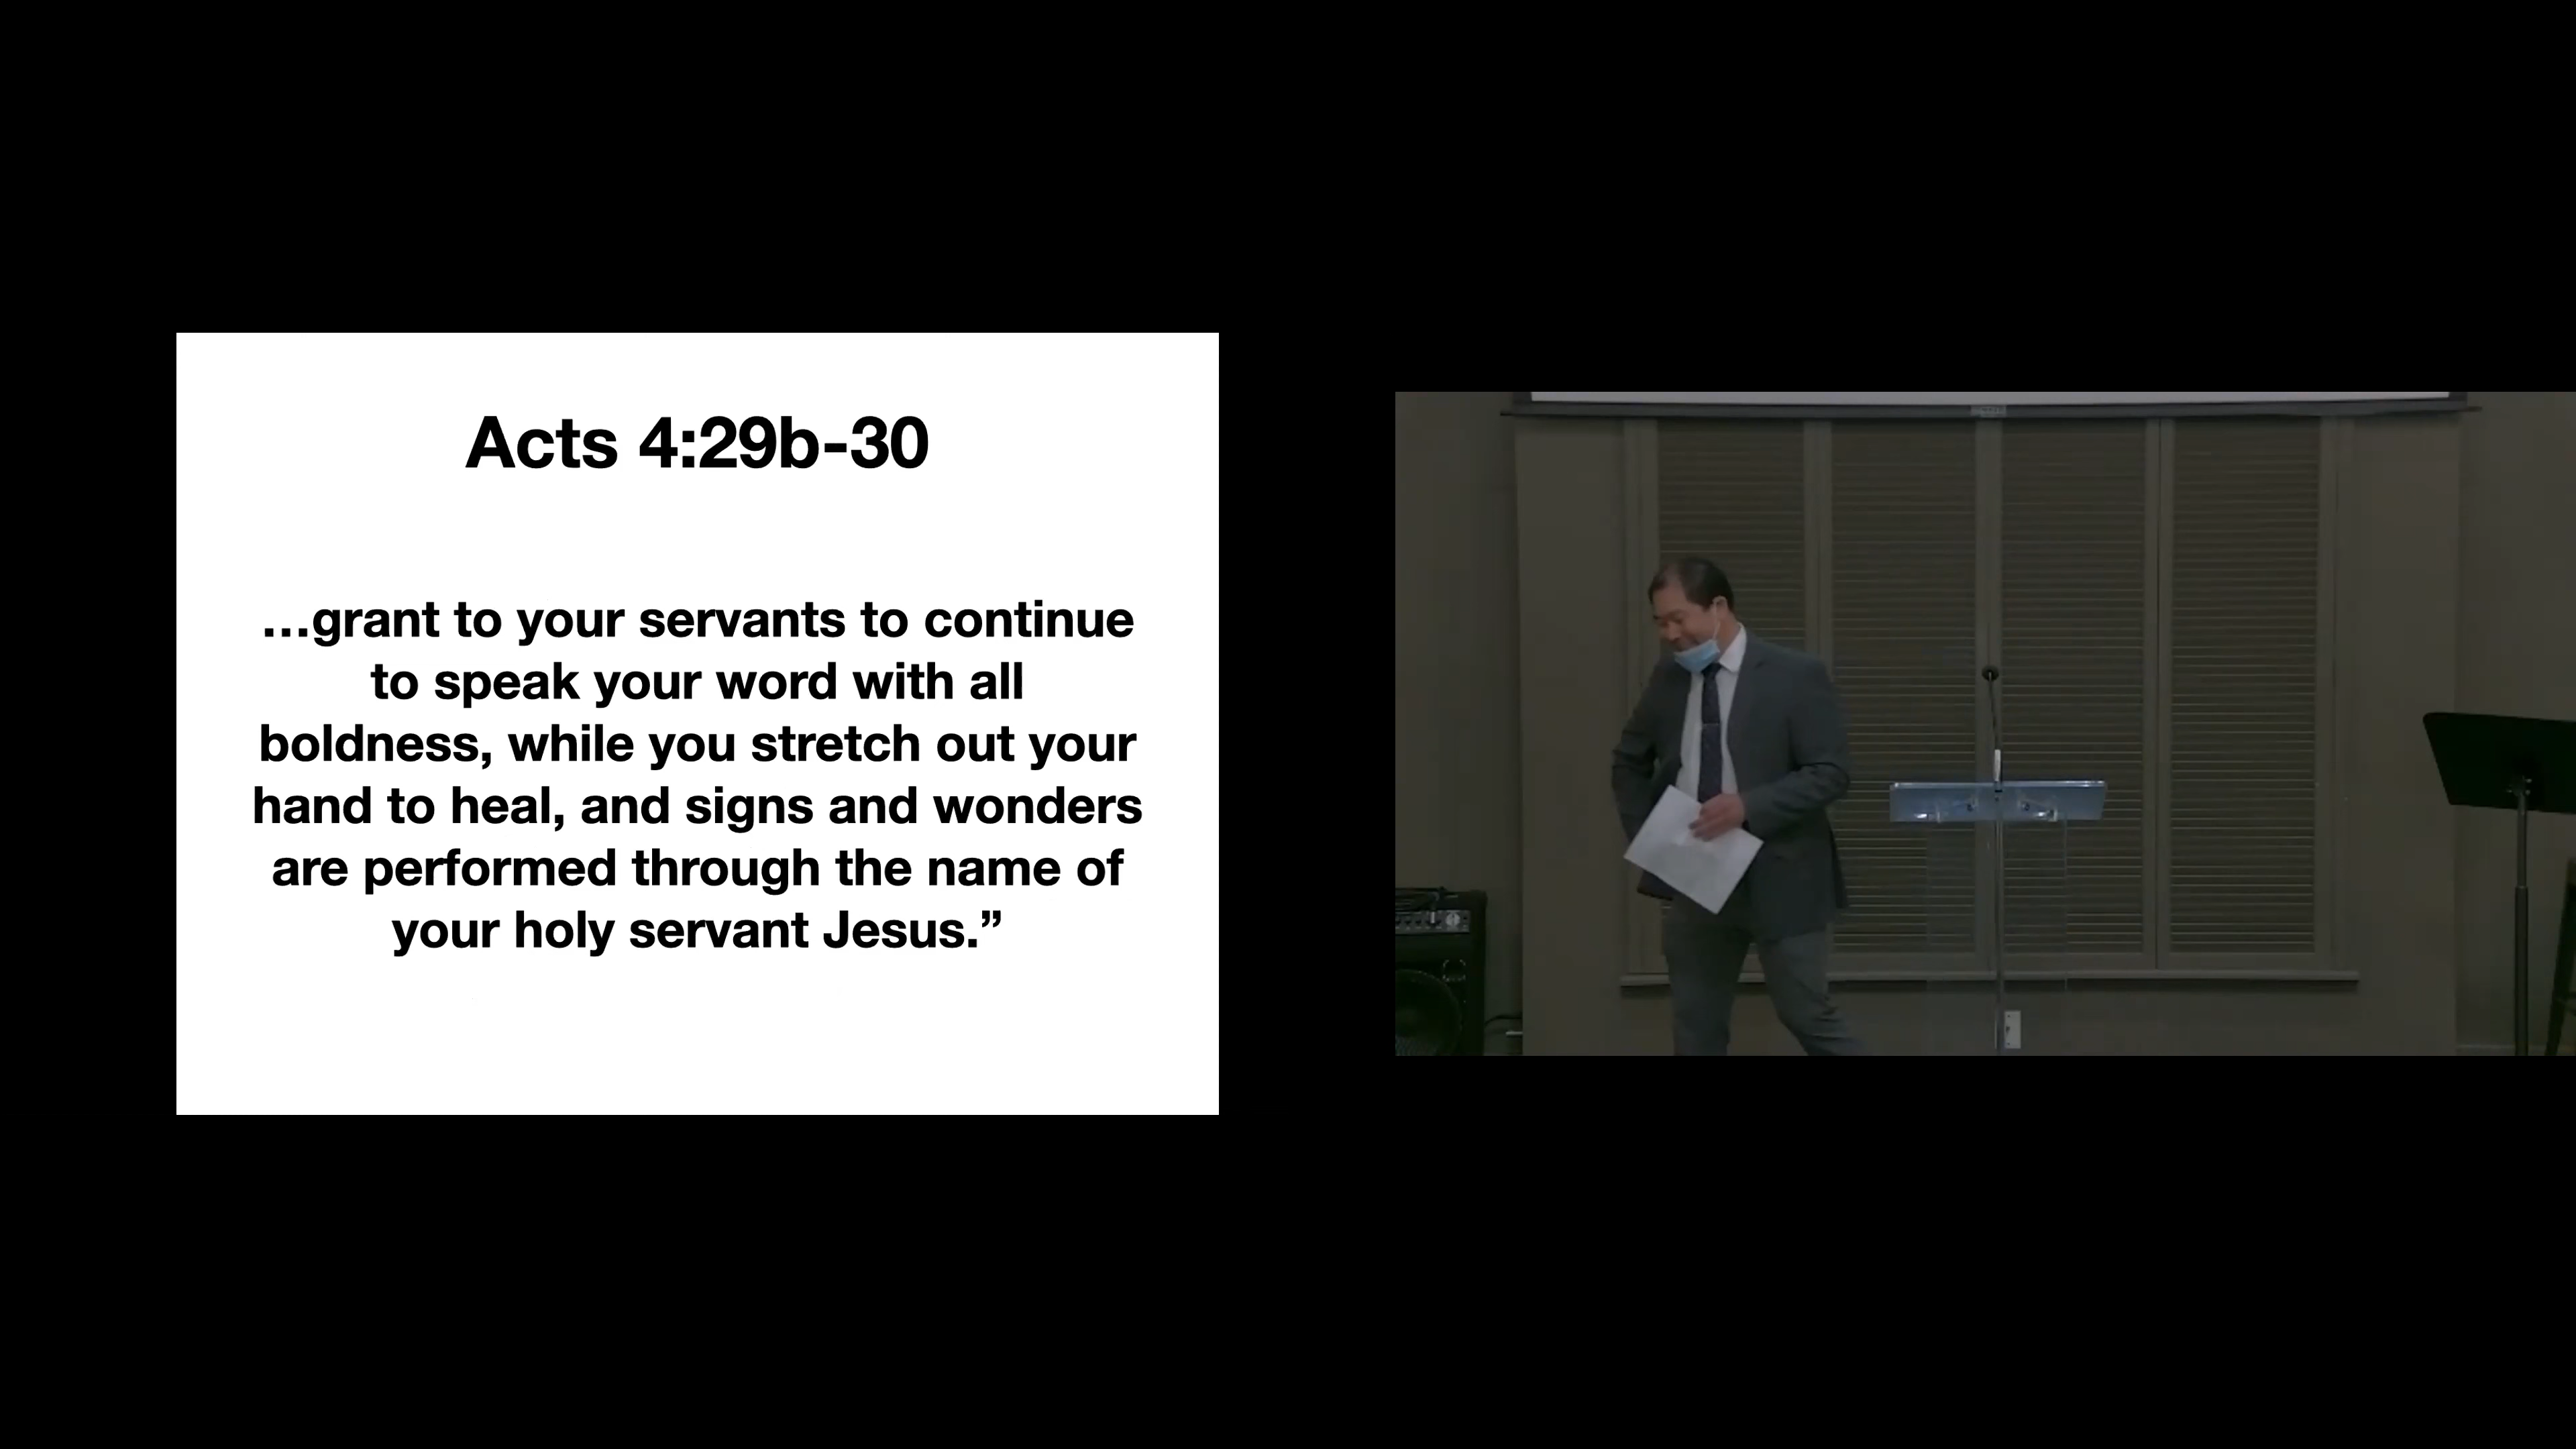 Acts 4:29b-30
…grant to your servants to continue
to speak your word with all
boldness, while you stretch out your
hand to heal, and signs and wonders
are performed through the name of
your holy servant Jesus.”